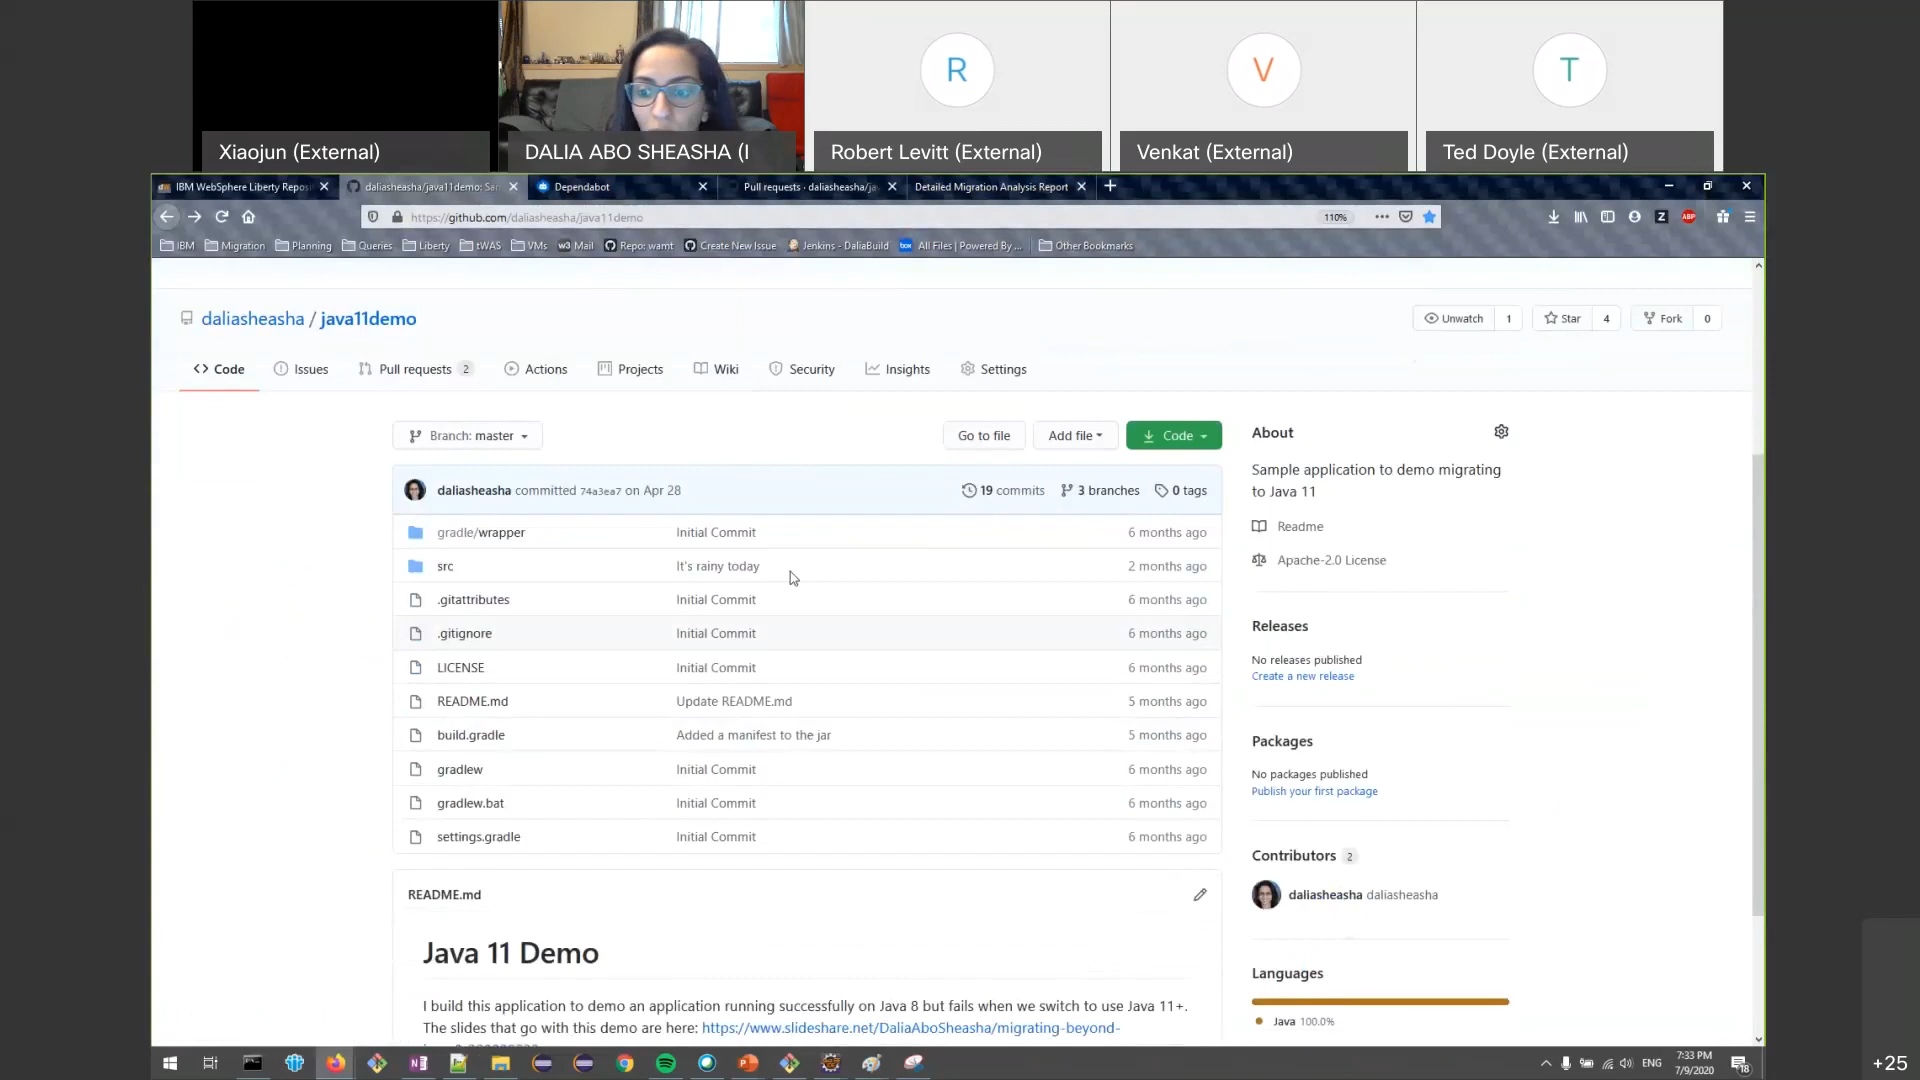 R
V
T
Xiaojun (External)
DALIA ABO SHEASHA (I
Robert Levitt (External)
Venkat (External)
Ted Doyle (External)
IBM WebSphere Liberty Repos
daliasheasha/java11demo: Sa
Dependabot
Pull requests · daliasheasha/ja
Detailed Migration Analysis Report
https://github.com/daliasheasha/java11demo
110%
IBM
Migration
Planning
Queries
Liberty
tWAS
VMs
w3 Mail
Repo: wamt
Create New Issue
Jenkins - DaliaBuild
box All Files | Powered By ...
Other Bookmarks
daliasheasha / java11demo
Unwatch 1
Star 4
Fork 0
<> Code
Issues
Pull requests 2
Actions
Projects
Wiki
Security
Insights
Settings
Branch: master
Go to file
Add file
Code
daliasheasha committed 74a3ea7 on Apr 28
19 commits
3 branches
0 tags
gradle/wrapper Initial Commit 6 months ago
src It's rainy today 2 months ago
.gitattributes Initial Commit 6 months ago
.gitignore Initial Commit 6 months ago
LICENSE Initial Commit 6 months ago
README.md Update README.md 5 months ago
build.gradle Added a manifest to the jar 5 months ago
gradlew Initial Commit 6 months ago
gradlew.bat Initial Commit 6 months ago
settings.gradle Initial Commit 6 months ago
README.md
Java 11 Demo
I build this application to demo an application running successfully on Java 8 but fails when we switch to use Java 11+.
The slides that go with this demo are here: https://www.slideshare.net/DaliaAboSheasha/migrating-beyond-
About
Sample application to demo migrating
to Java 11
Readme
Apache-2.0 License
Releases
No releases published
Create a new release
Packages
No packages published
Publish your first package
Contributors 2
daliasheasha daliasheasha
Languages
Java 100.0%
ENG
7:33 PM
7/9/2020
18
+25